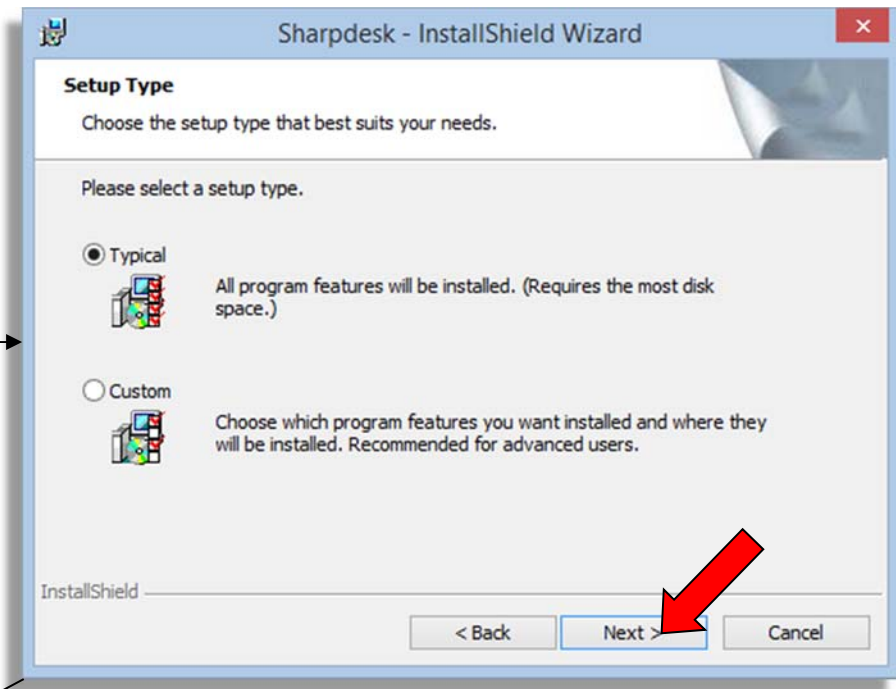 Sharpdesk - InstallShield Wizard
Setup Type
Choose the setup type that best suits your needs.
Please select a setup type.
Typical
All program features will be installed. (Requires the most disk
space.)
Custom
Choose which program features you want installed and where they
will be installed. Recommended for advanced users.
InstallShield
< Back
Next >
Cancel